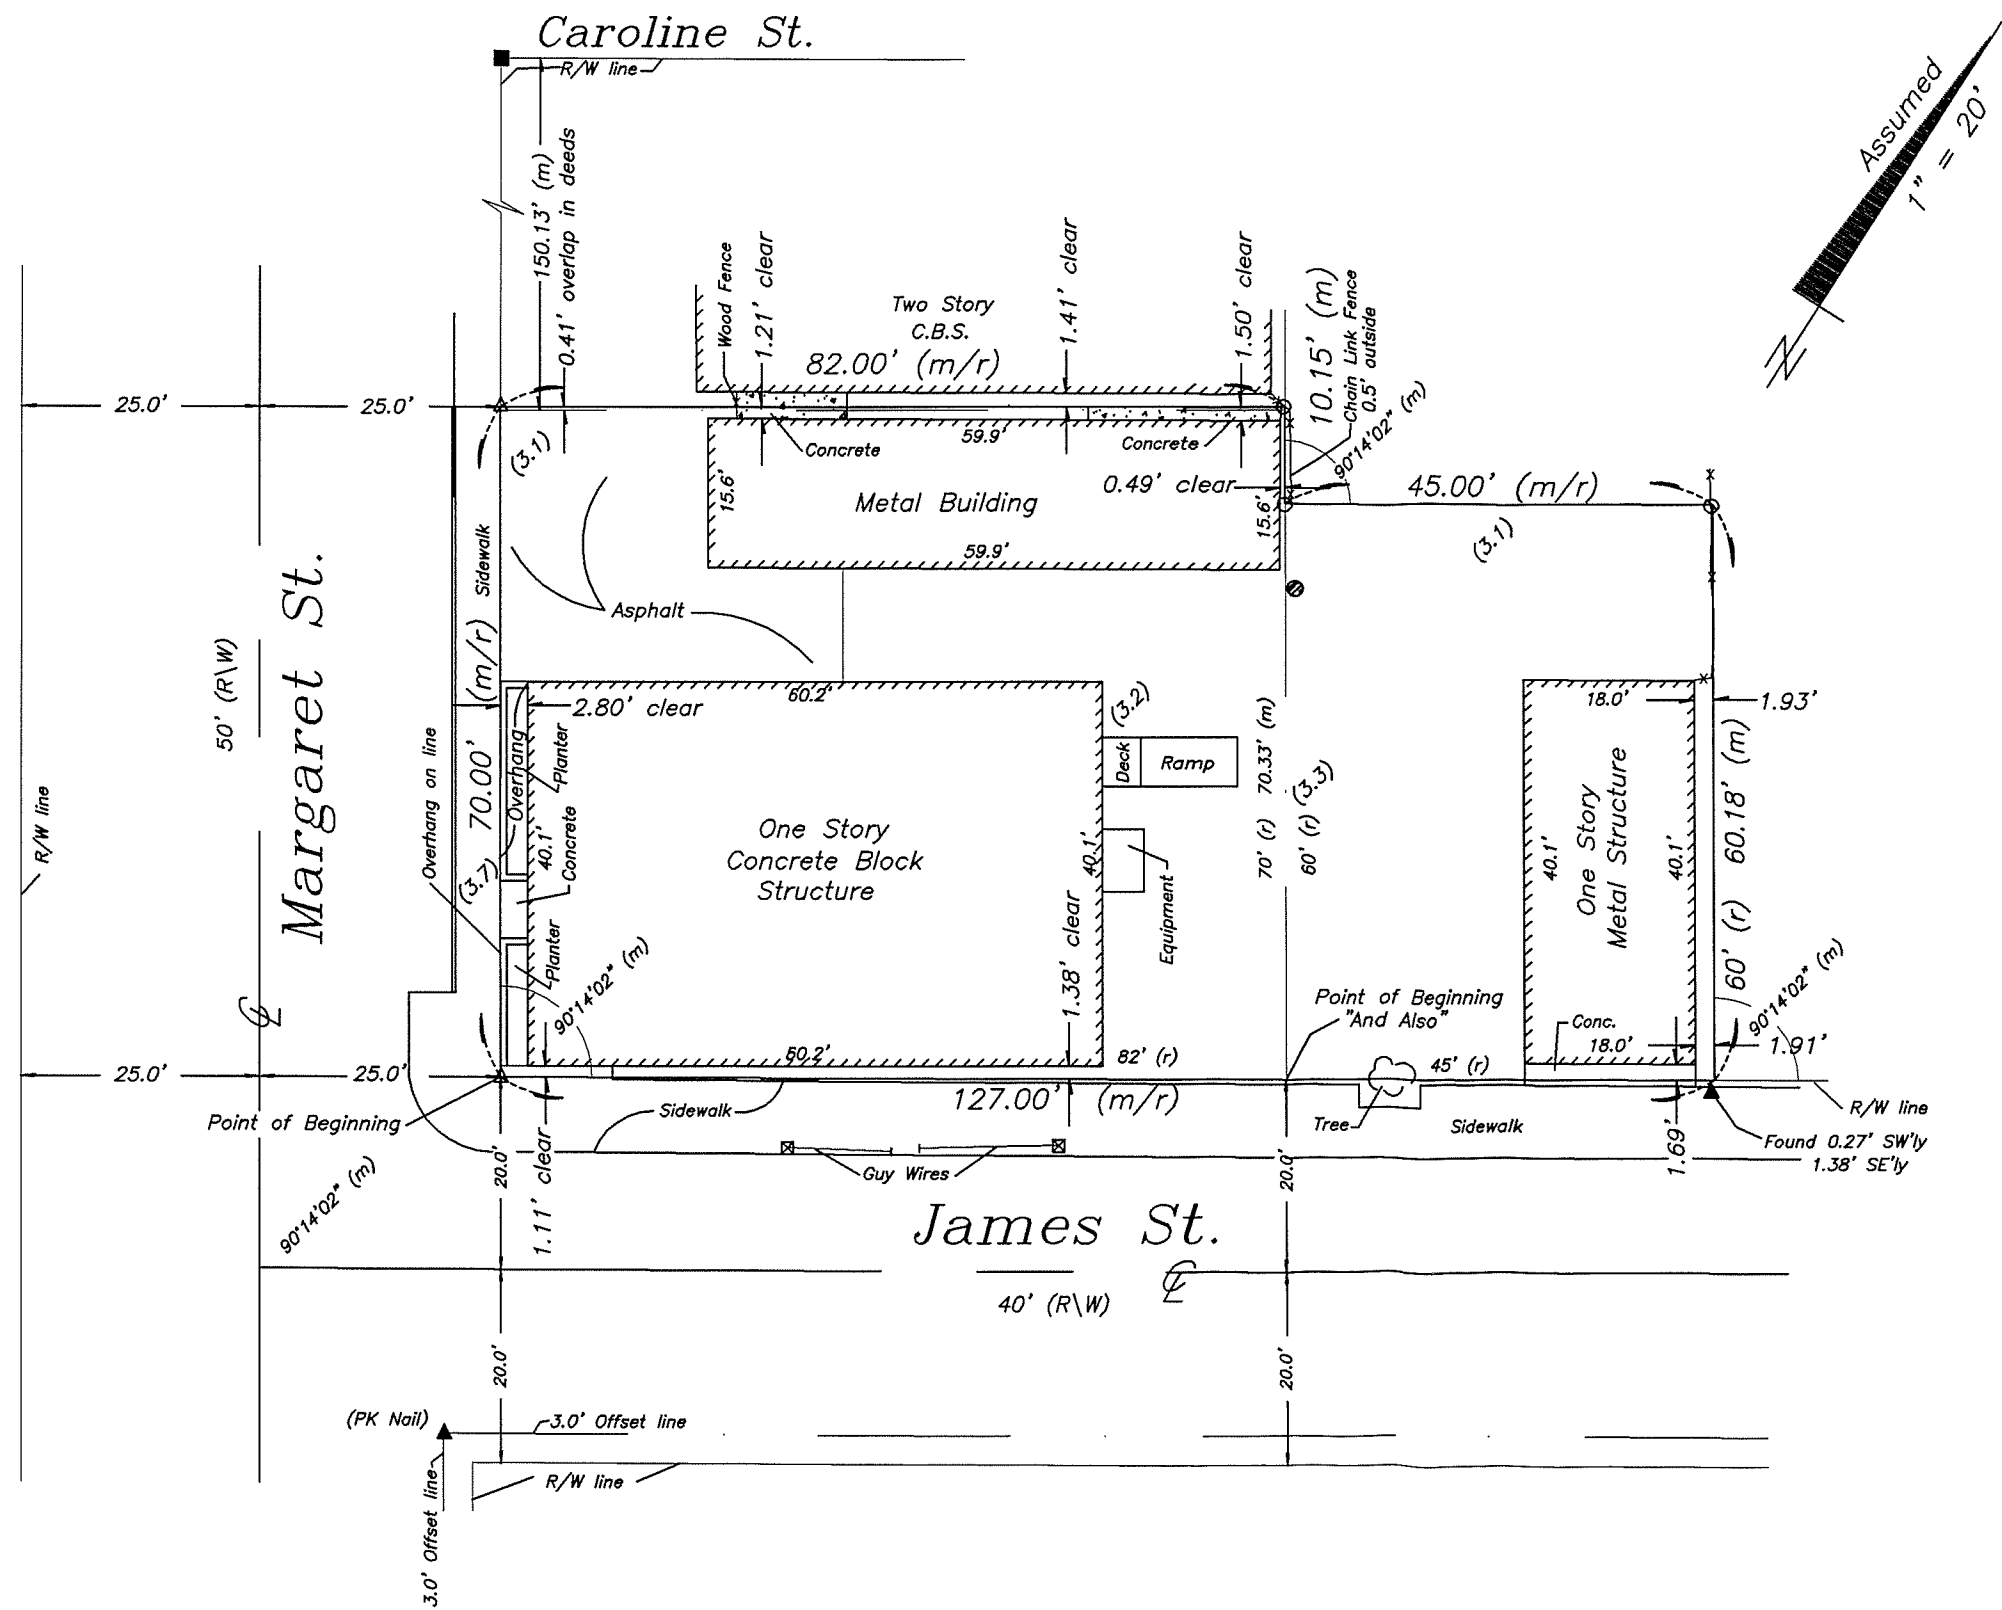 Caroline St.
R/W line
Assumed
1" = 20'
N
150.13' (m)
0.41' overlap in deeds
Wood Fence
1.21' clear
Two Story
C.B.S.
82.00' (m/r)
1.41' clear
1.50' clear
10.15' (m)
Chain Link Fence
0.5' outside
90°14'02" (m)
25.0'
25.0'
(3.1)
Concrete
59.9'
Concrete
15.6'
Metal Building
0.49' clear
15.6'
59.9'
45.00' (m/r)
(3.1)
Sidewalk
Asphalt
Margaret St.
50' (R\W)
R/W line
70.00' (m/r)
Overhang on line
(3.7)
2.80' clear
60.2'
Overhang
Planter
40.1'
Concrete
Planter
90°14'02" (m)
One Story
Concrete Block
Structure
40.1'
1.38' clear
60.2'
(3.2)
Deck
Ramp
Equipment
70' (r) 70.33' (m)
60' (r) (3.3)
18.0'
1.93'
40.1'
One Story
Metal Structure
40.1'
60' (r) 60.18' (m)
90°14'02" (m)
Point of Beginning
"And Also"
Conc.
18.0'
1.91'
82' (r)
45' (r)
25.0'
25.0'
127.00' (m/r)
Point of Beginning
Sidewalk
Tree
Sidewalk
R/W line
1.69'
Found 0.27' SW'ly
1.38' SE'ly
90°14'02" (m)
20.0'
1.11' clear
Guy Wires
20.0'
James St.
40' (R\W)
20.0'
20.0'
(PK Nail)
3.0' Offset line
R/W line
3.0' Offset line